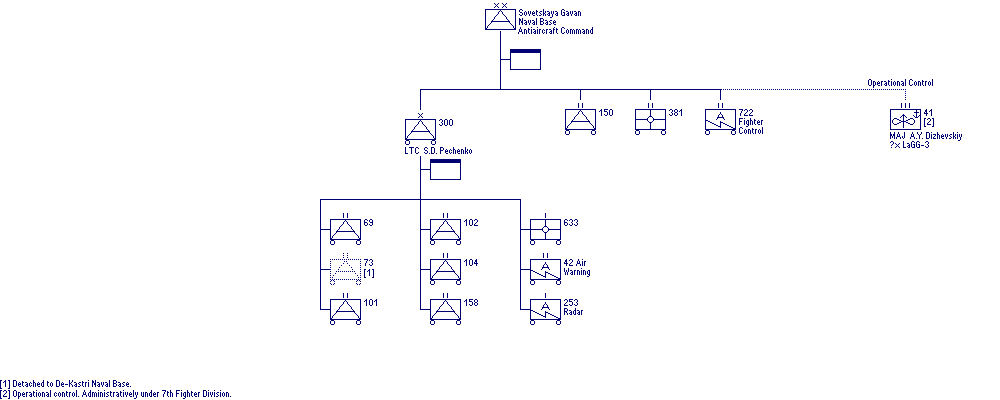 Sovetskaya Gavan
Naval Base
Antiaircraft Command
Operational Control
300
LTC S.D. Pechenko
150
381
722
Fighter
Control
41
[2]
MAJ A.Y. Dizhevskiy
?x LaGG-3
69
102
633
73
[1]
104
42 Air
Warning
101
158
253
Radar
[1] Detached to De-Kastri Naval Base.
[2] Operational control. Administratively under 7th Fighter Division.